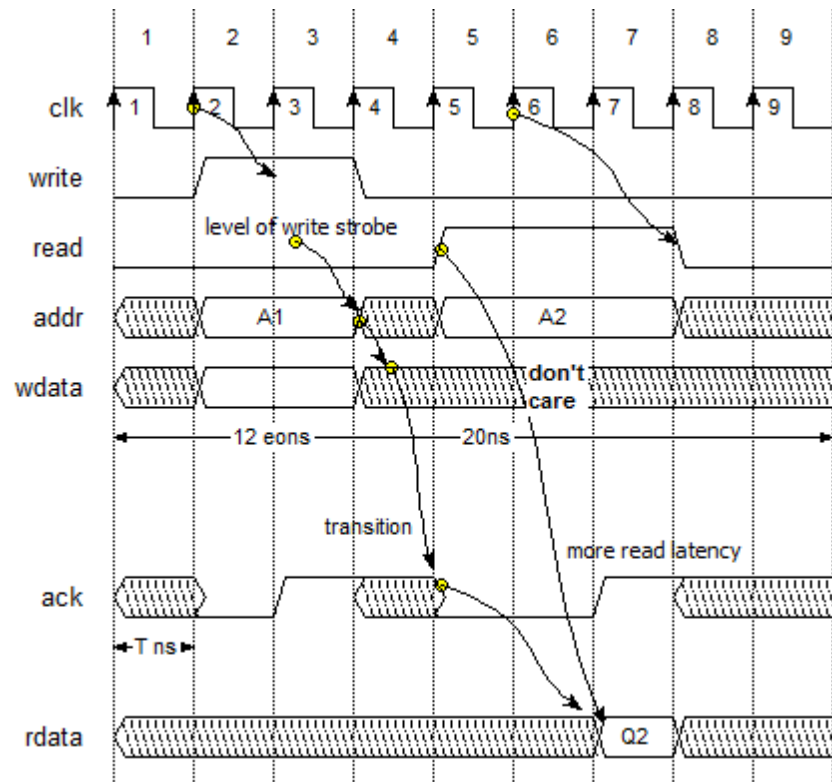 1 2 3 4 5 6 7 8 9
clk 1 2 3 4 5 6 7 8 9
write
level of write strobe
read
addr A1 A2
wdata don't
care
12 eons 20ns
transition
more read latency
ack
T ns
rdata Q2